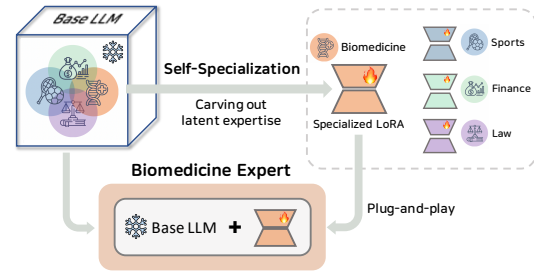 Base LLM
Self-Specialization
Carving out
latent expertise
Biomedicine
Specialized LoRA
Sports
Finance
Law
Biomedicine Expert
Base LLM +
Plug-and-play